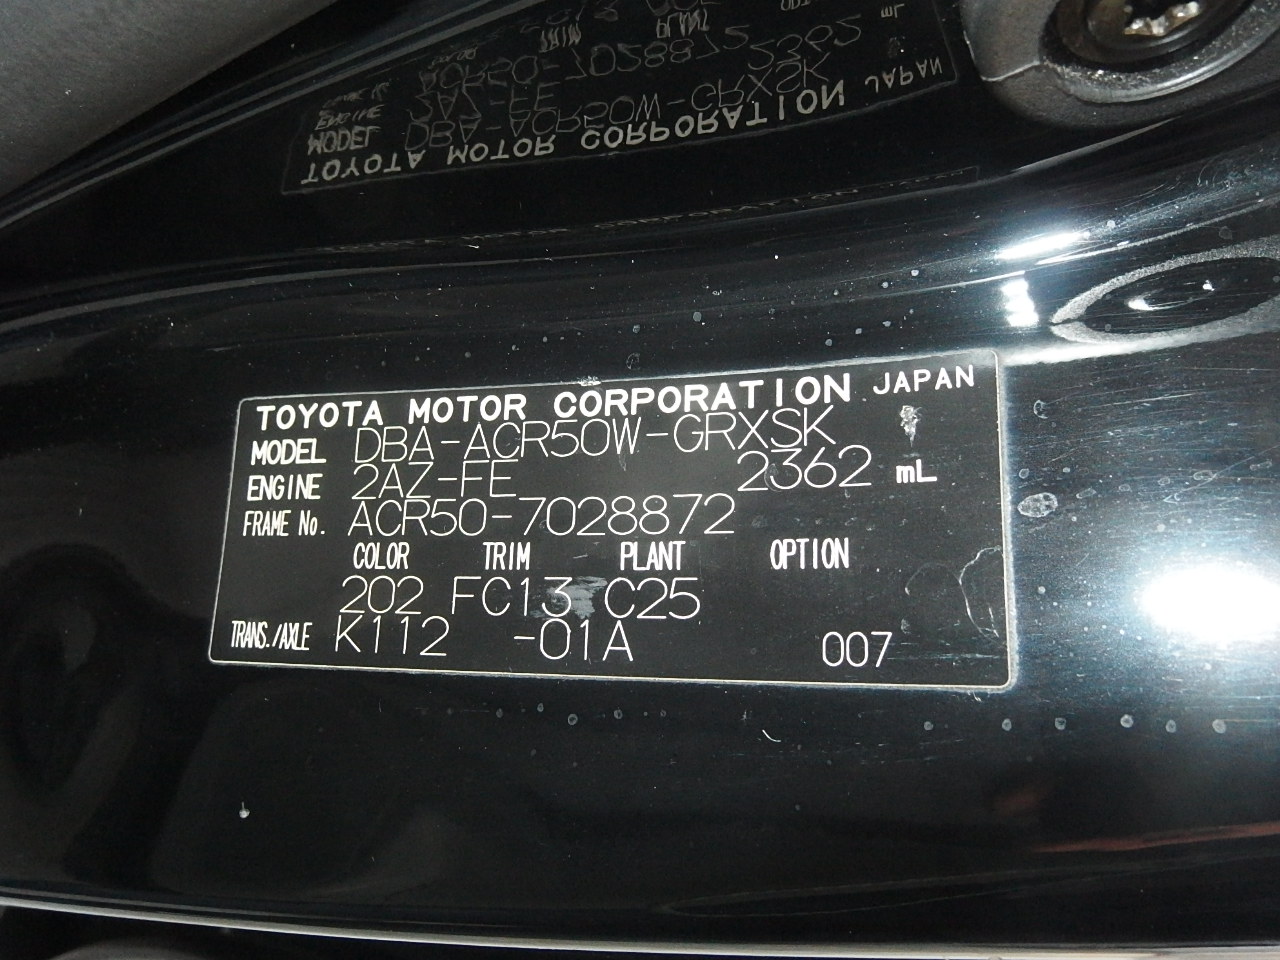 TOYOTA MOTOR CORPORATION JAPAN
MODEL DBA-ACR50W-GRXSK
ENGINE 2AZ-FE 2362 mL
FRAME No. ACR50-7028872
COLOR TRIM PLANT OPTION
202 FC13 C25
TRANS./AXLE K112 -01A 007